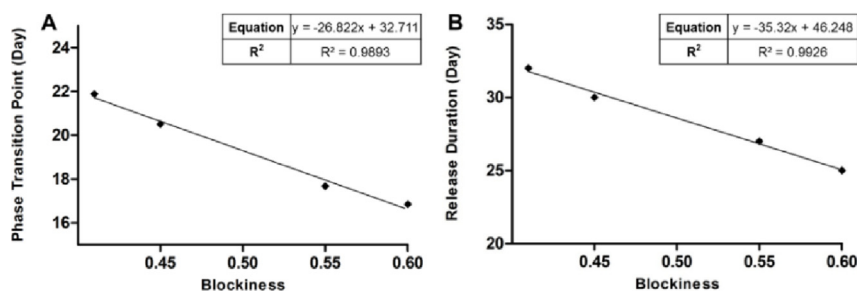 A
Equation y = -26.822x + 32.711
R² R² = 0.9893
Phase Transition Point (Day)
24
22
20
18
16
0.45 0.50 0.55 0.60
Blockiness
B
Equation y = -35.32x + 46.248
R² R² = 0.9926
Release Duration (Day)
35
30
25
20
0.45 0.50 0.55 0.60
Blockiness